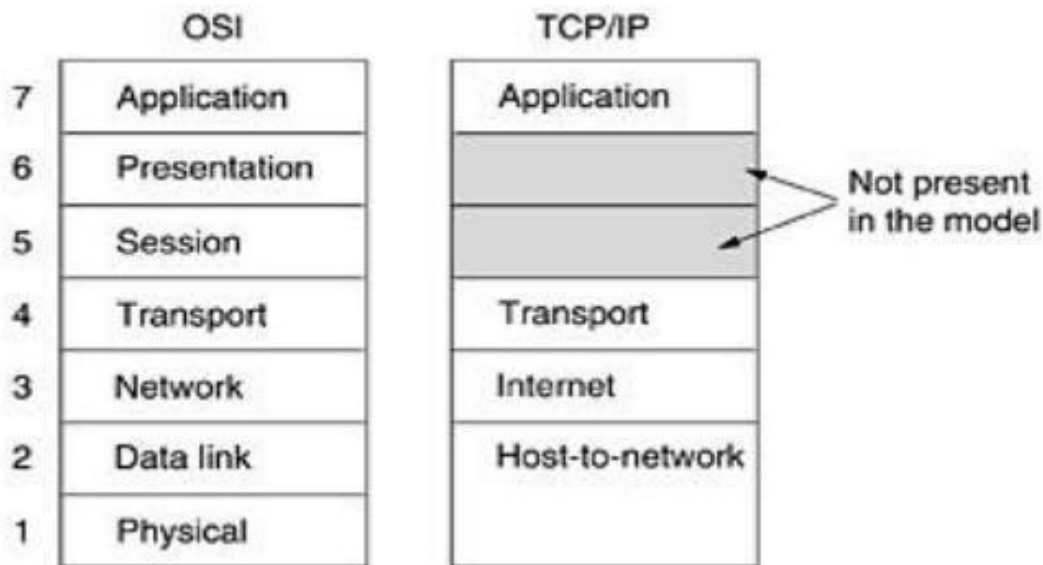 OSI
TCP/IP
7 Application Application
6 Presentation
5 Session
Not present
in the model
4 Transport Transport
3 Network Internet
2 Data link Host-to-network
1 Physical